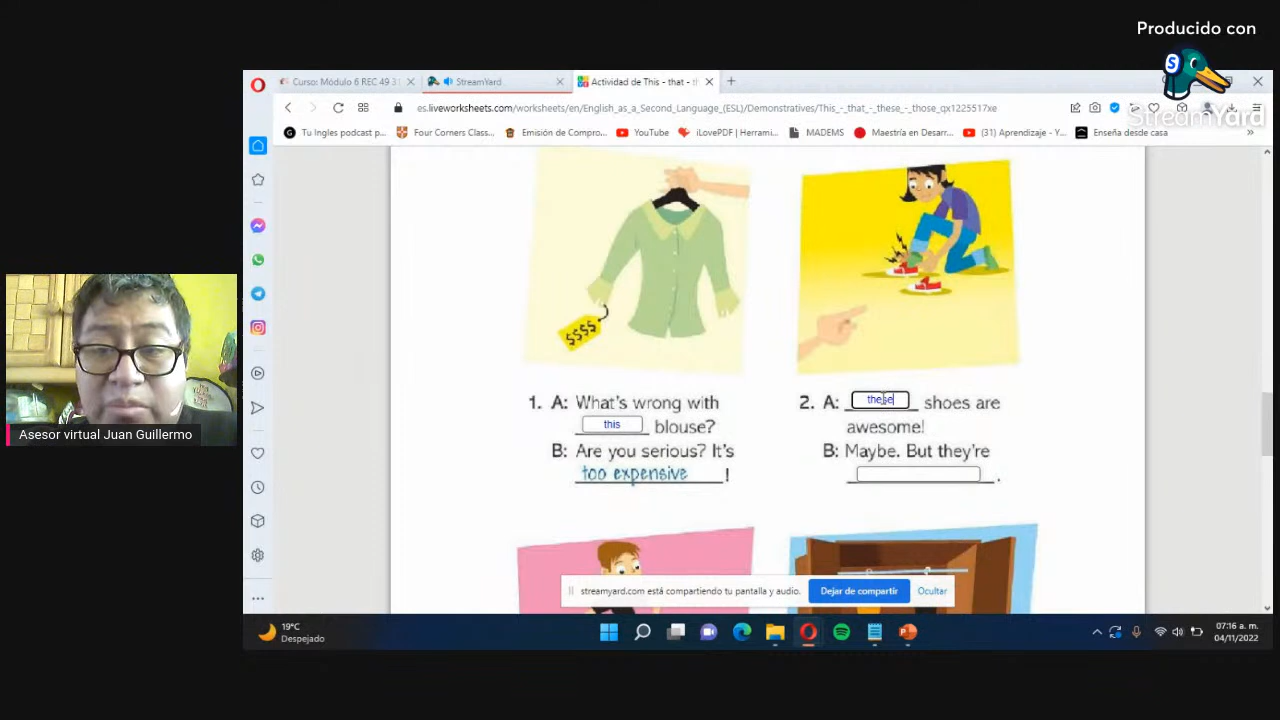 Producido con
StreamYard
Curso: Módulo 6 REC 49 31
StreamYard
Actividad de This - that - th
es.liveworksheets.com/worksheets/en/English_as_a_Second_Language_(ESL)/Demonstratives/This_-_that_-_these_-_those_qx1225517xe
Tu Ingles podcast p...
Four Corners Class...
Emisión de Compro...
YouTube
iLovePDF | Herrami...
MADEMS
Maestría en Desarr...
(31) Aprendizaje - Y...
Enseña desde casa
$$$$
1. A: What's wrong with
this blouse?
B: Are you serious? It's
too expensive !
2. A: these shoes are
awesome!
B: Maybe. But they're
.
Asesor virtual Juan Guillermo
streamyard.com está compartiendo tu pantalla y audio.
Dejar de compartir
Ocultar
19°C
Despejado
07:16 a. m.
04/11/2022